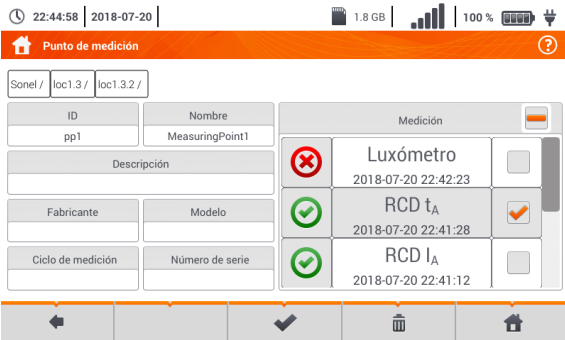 22:44:58 2018-07-20 1.8 GB 100 %
Punto de medición ?
Sonel / loc1.3 / loc1.3.2 /
ID Nombre Medición
pp1 MeasuringPoint1
Descripción
Fabricante Modelo
Ciclo de medición Número de serie
Luxómetro
2018-07-20 22:42:23
RCD tA
2018-07-20 22:41:28
RCD IA
2018-07-20 22:41:12